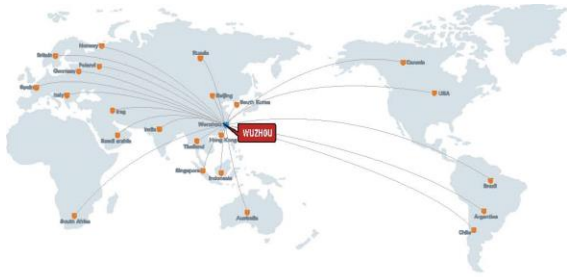 Norway
Britain
Poland
Germany
Spain
Italy
Russia
Canada
USA
Iraq
Beijing
South Korea
India
Saudi Arabia
WUZHOU
Hong Kong
Thailand
Singapore
Indonesia
Brazil
South Africa
Australia
Argentina
Chile